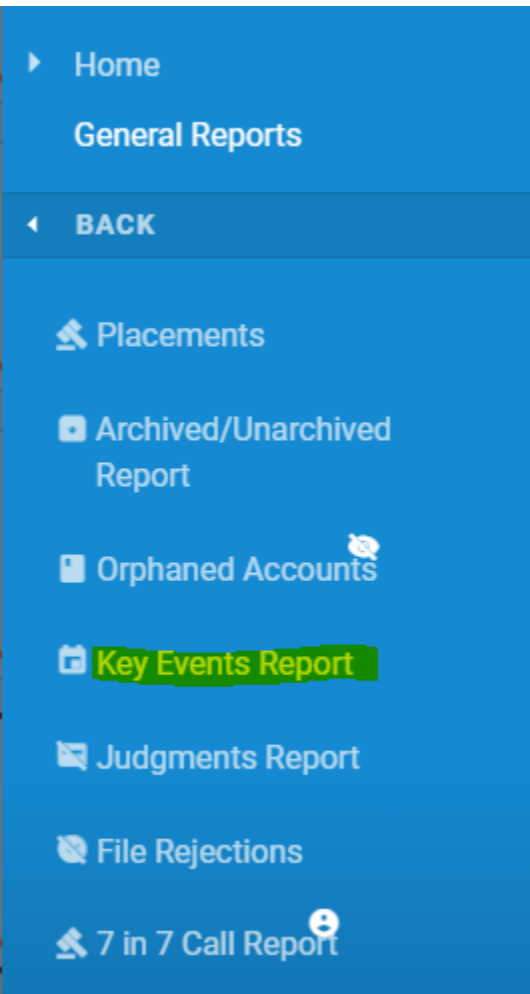 Home
General Reports
BACK
Placements
Archived/Unarchived
Report
Orphaned Accounts
Key Events Report
Judgments Report
File Rejections
7 in 7 Call Report